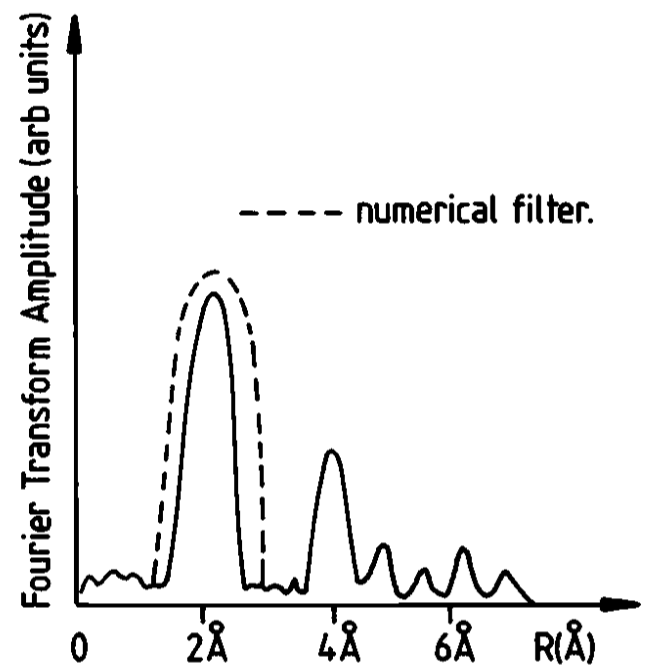 Fourier Transform Amplitude (arb units)
numerical filter.
0 2Å 4Å 6Å R(Å)